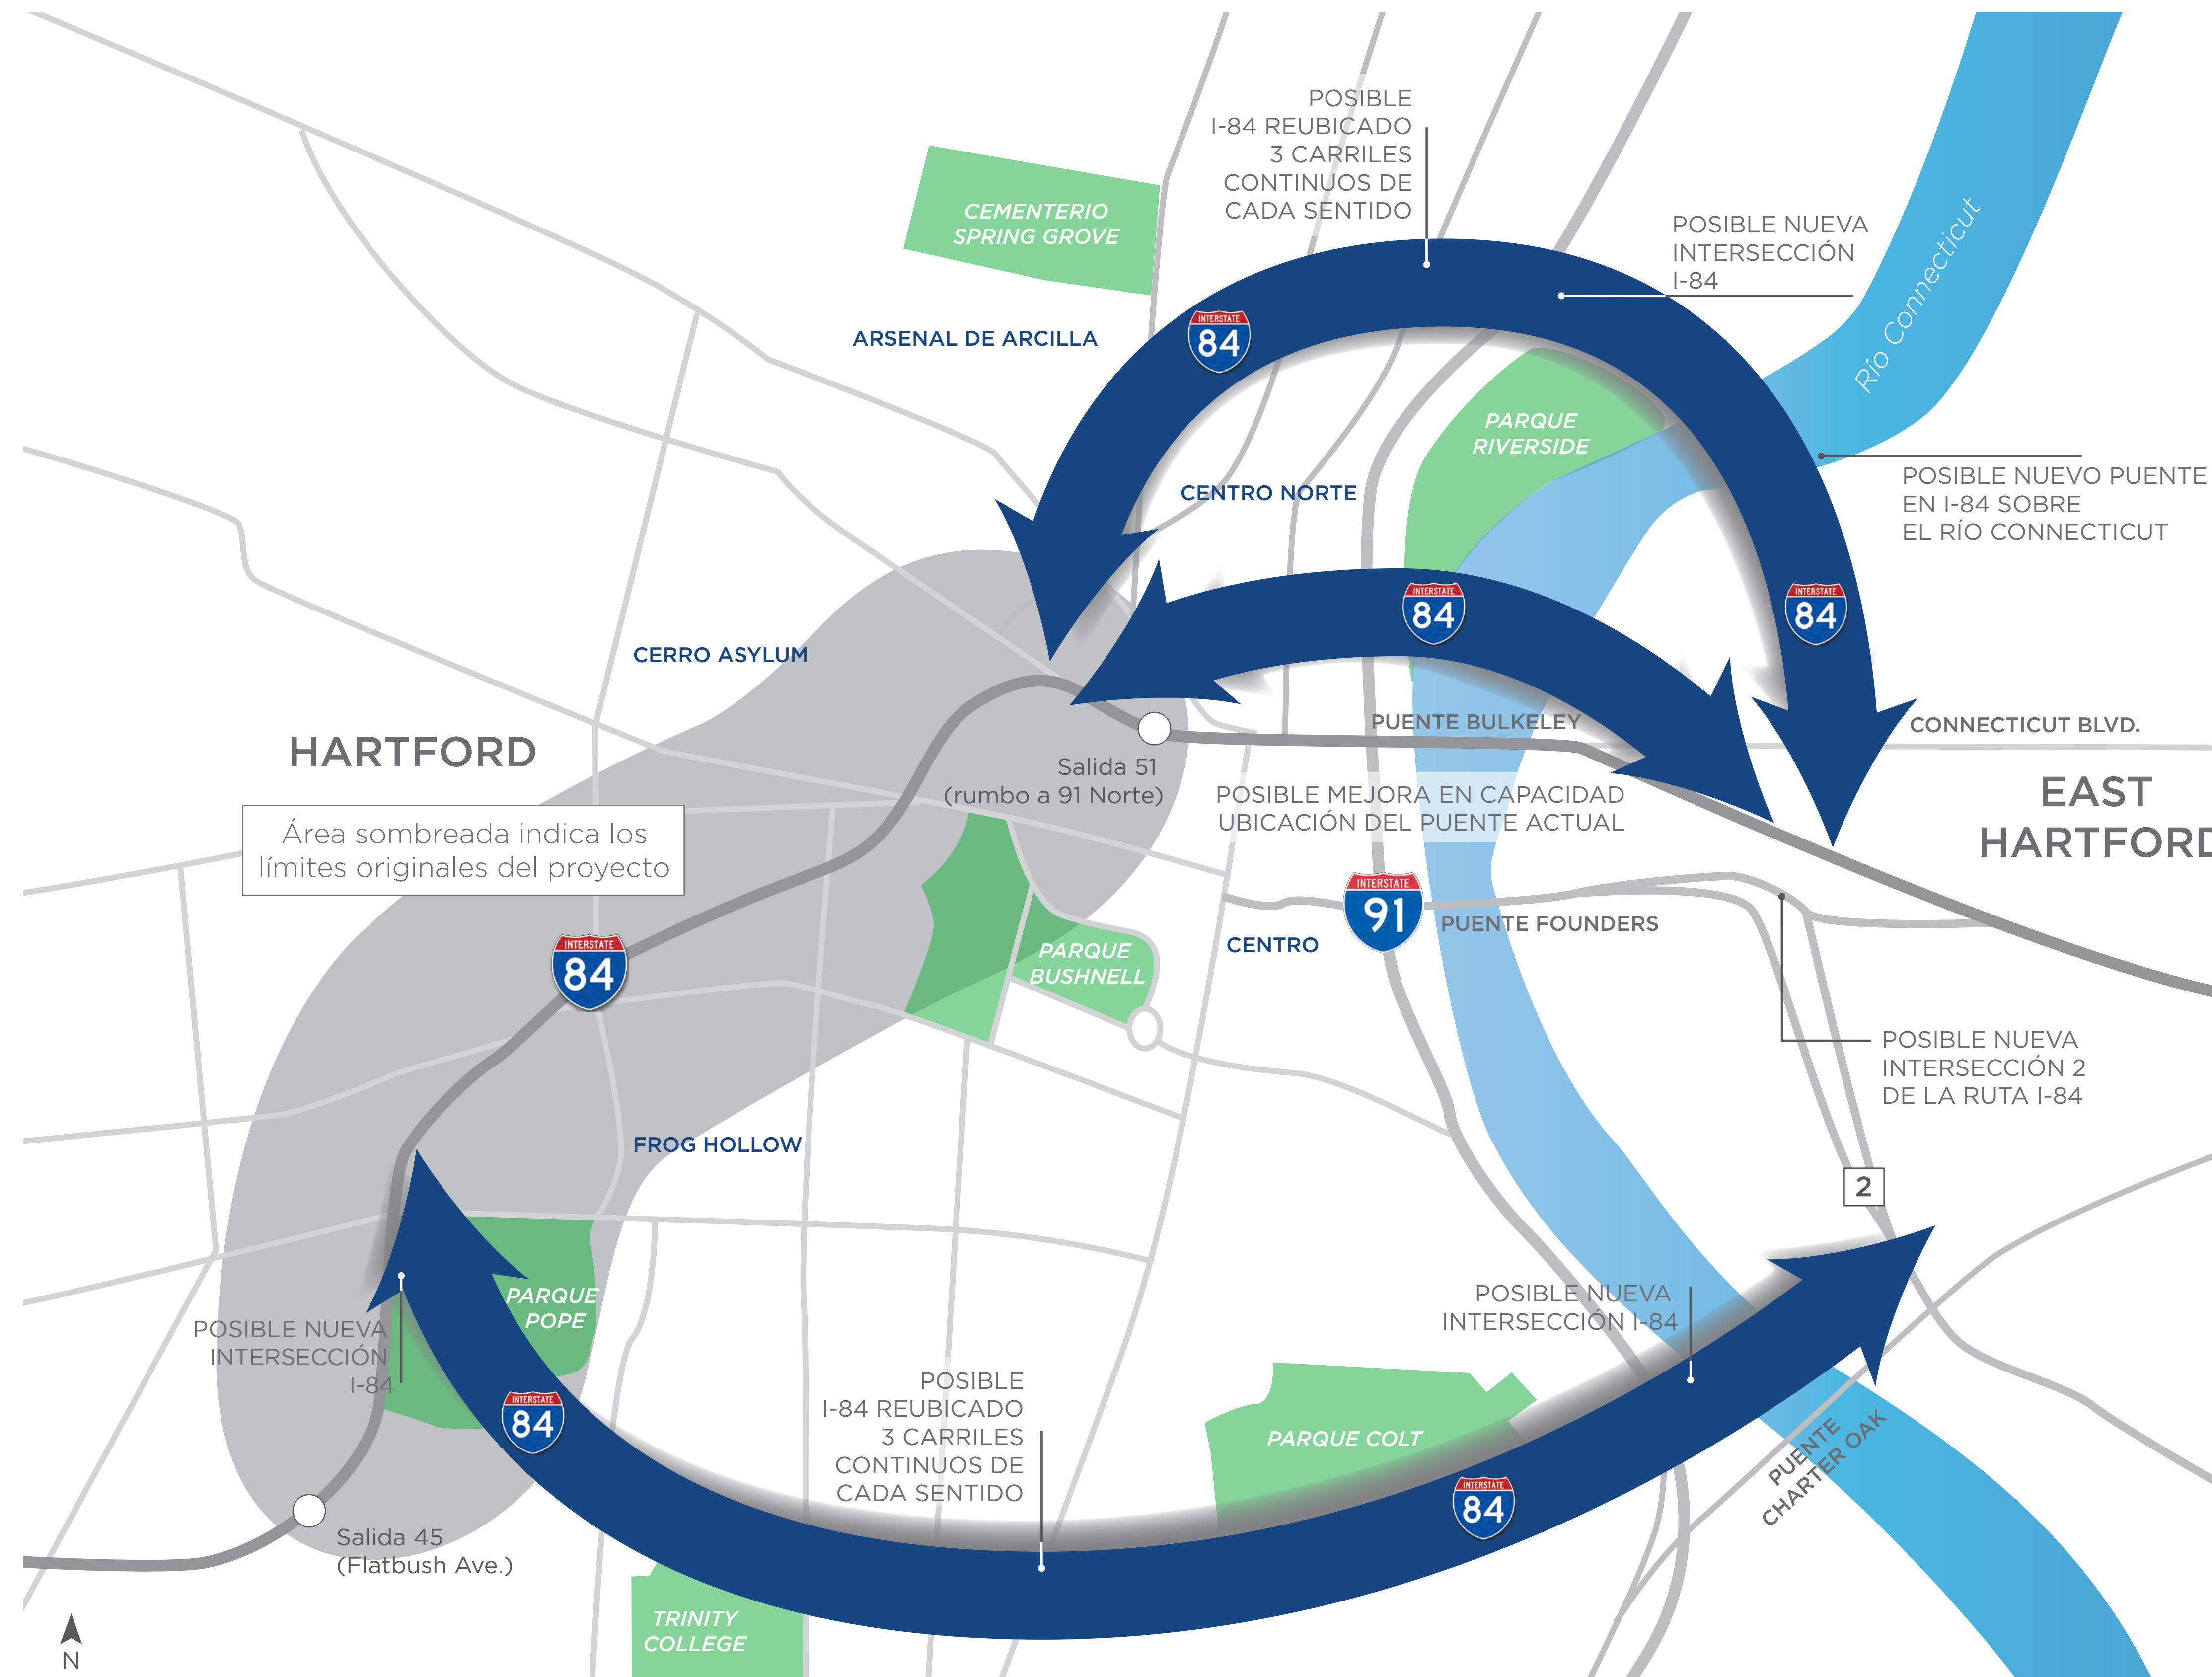 POSIBLE
I-84 REUBICADO
3 CARRILES
CONTINUOS DE
CADA SENTIDO
POSIBLE NUEVA
INTERSECCIÓN
I-84
CEMENTERIO
SPRING GROVE
Río Connecticut
ARSENAL DE ARCILLA
INTERSTATE
84
PARQUE
RIVERSIDE
CENTRO NORTE
POSIBLE NUEVO PUENTE
EN I-84 SOBRE
EL RÍO CONNECTICUT
INTERSTATE
84
INTERSTATE
84
CERRO ASYLUM
HARTFORD
PUENTE BULKELEY
CONNECTICUT BLVD.
Salida 51
(rumbo a 91 Norte)
POSIBLE MEJORA EN CAPACIDAD
UBICACIÓN DEL PUENTE ACTUAL
EAST
HARTFORD
Área sombreada indica los
límites originales del proyecto
INTERSTATE
91
PUENTE FOUNDERS
CENTRO
PARQUE
BUSHNELL
INTERSTATE
84
POSIBLE NUEVA
INTERSECCIÓN 2
DE LA RUTA I-84
FROG HOLLOW
2
PARQUE
POPE
POSIBLE NUEVA
INTERSECCIÓN I-84
POSIBLE NUEVA
INTERSECCIÓN
I-84
POSIBLE
I-84 REUBICADO
3 CARRILES
CONTINUOS DE
CADA SENTIDO
INTERSTATE
84
PARQUE COLT
PUENTE
CHARTER OAK
INTERSTATE
84
Salida 45
(Flatbush Ave.)
TRINITY
COLLEGE
N